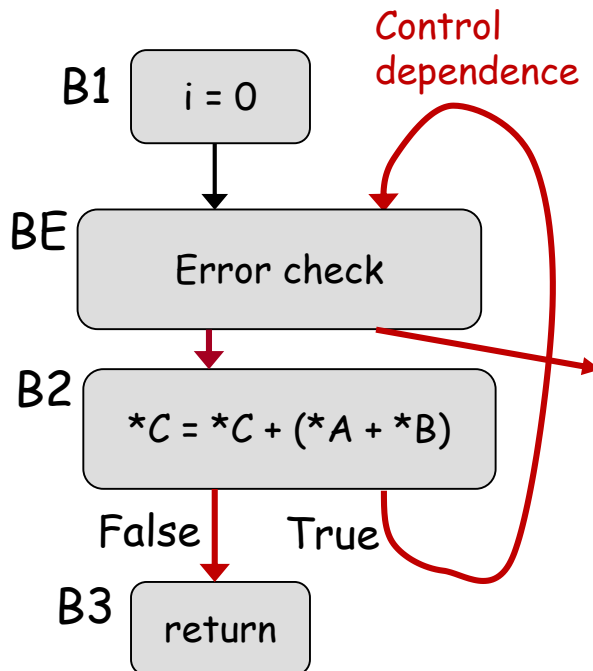 Control
dependence
B1
i = 0
BE
Error check
B2
*C = *C + (*A + *B)
False
True
B3
return